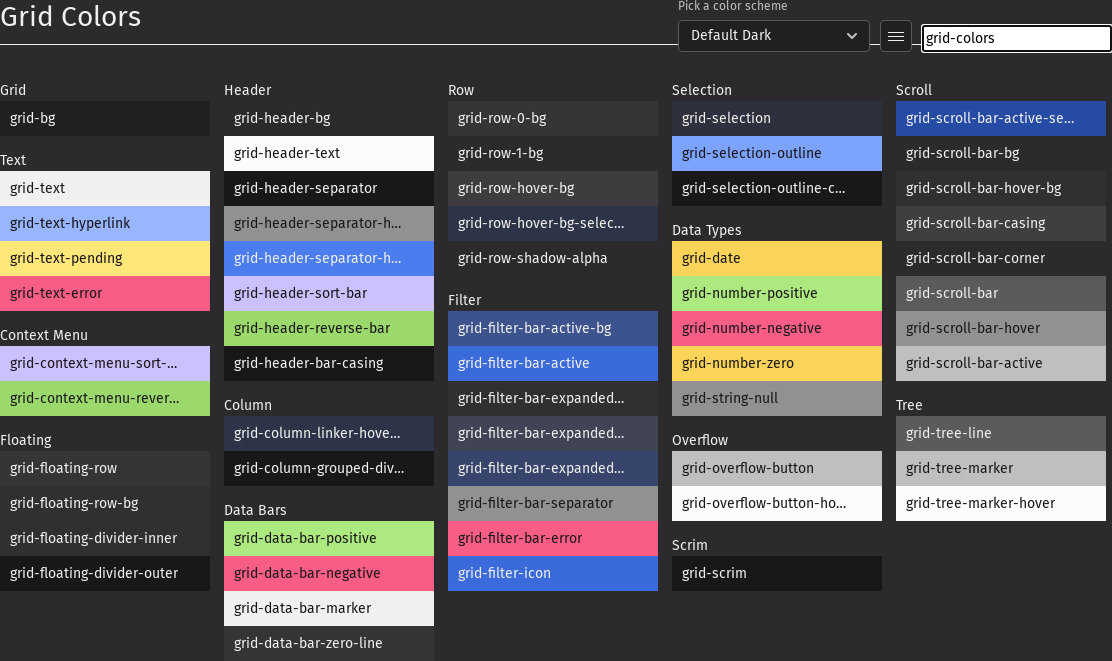 Grid Colors
Pick a color scheme
Default Dark
grid-colors
Grid
grid-bg
Text
grid-text
grid-text-hyperlink
grid-text-pending
grid-text-error
Context Menu
grid-context-menu-sort-...
grid-context-menu-rever...
Floating
grid-floating-row
grid-floating-row-bg
grid-floating-divider-inner
grid-floating-divider-outer
Header
grid-header-bg
grid-header-text
grid-header-separator
grid-header-separator-h...
grid-header-separator-h...
grid-header-sort-bar
grid-header-reverse-bar
grid-header-bar-casing
Column
grid-column-linker-hove...
grid-column-grouped-div...
Data Bars
grid-data-bar-positive
grid-data-bar-negative
grid-data-bar-marker
grid-data-bar-zero-line
Row
grid-row-0-bg
grid-row-1-bg
grid-row-hover-bg
grid-row-hover-bg-selec...
grid-row-shadow-alpha
Filter
grid-filter-bar-active-bg
grid-filter-bar-active
grid-filter-bar-expanded...
grid-filter-bar-expanded...
grid-filter-bar-expanded...
grid-filter-bar-separator
grid-filter-bar-error
grid-filter-icon
Selection
grid-selection
grid-selection-outline
grid-selection-outline-c...
Data Types
grid-date
grid-number-positive
grid-number-negative
grid-number-zero
grid-string-null
Overflow
grid-overflow-button
grid-overflow-button-ho...
Scrim
grid-scrim
Scroll
grid-scroll-bar-active-se...
grid-scroll-bar-bg
grid-scroll-bar-hover-bg
grid-scroll-bar-casing
grid-scroll-bar-corner
grid-scroll-bar
grid-scroll-bar-hover
grid-scroll-bar-active
Tree
grid-tree-line
grid-tree-marker
grid-tree-marker-hover